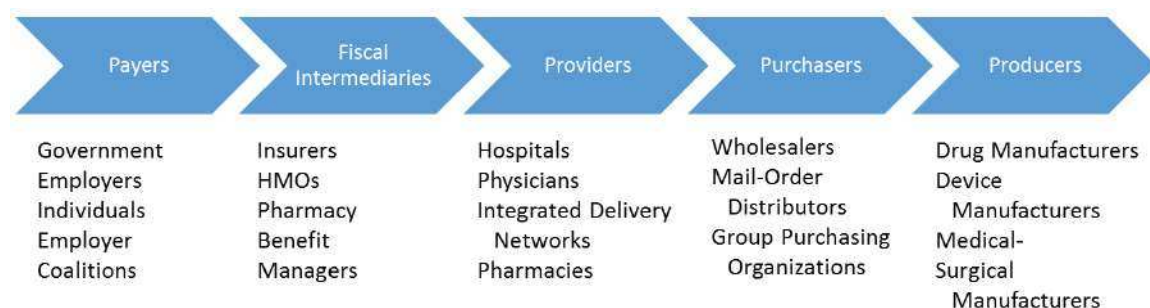 Payers
Fiscal
Intermediaries
Providers
Purchasers
Producers
Government
Employers
Individuals
Employer
Coalitions
Insurers
HMOs
Pharmacy
Benefit
Managers
Hospitals
Physicians
Integrated Delivery
Networks
Pharmacies
Wholesalers
Mail-Order
Distributors
Group Purchasing
Organizations
Drug Manufacturers
Device
Manufacturers
Medical-
Surgical
Manufacturers